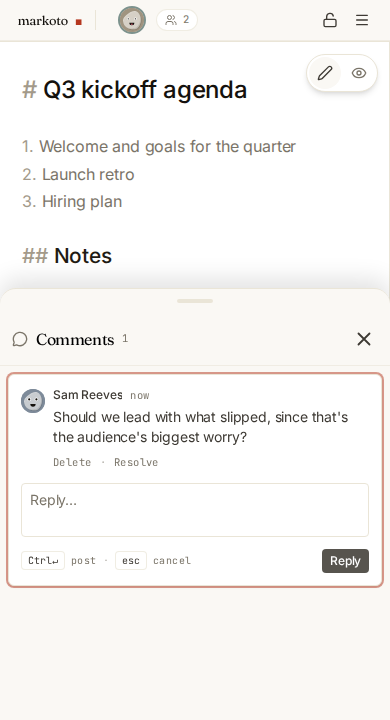 markoto
2
# Q3 kickoff agenda
1. Welcome and goals for the quarter
2. Launch retro
3. Hiring plan
## Notes
Comments 1
Sam Reeves now
Should we lead with what slipped, since that's
the audience's biggest worry?
Delete · Resolve
Reply...
Ctrl↵ post · esc cancel
Reply